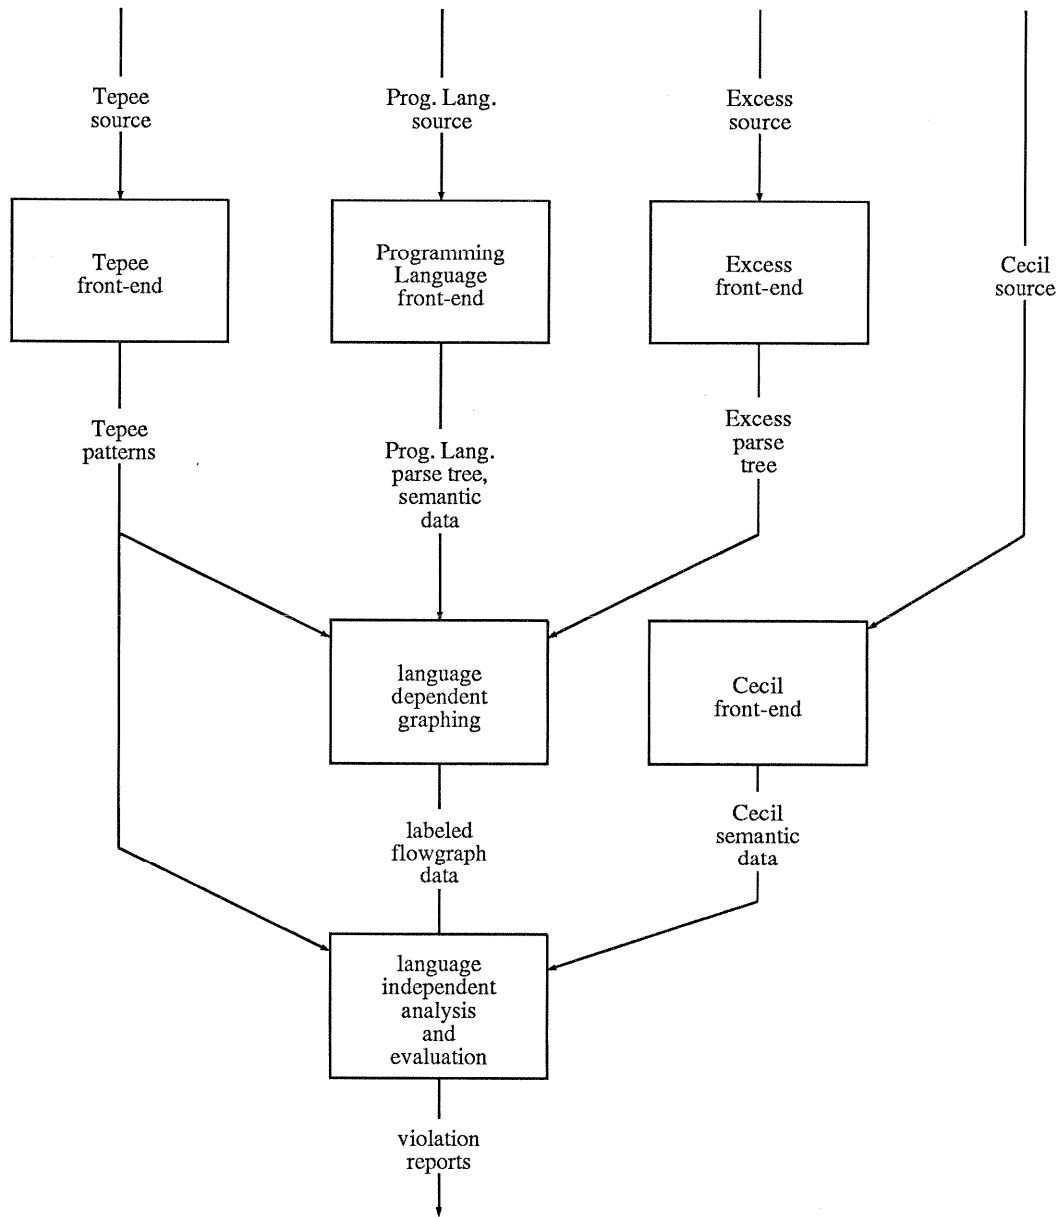 Tepee
source
Prog. Lang.
source
Excess
source
Tepee
front-end
Programming
Language
front-end
Excess
front-end
Cecil
source
Tepee
patterns
Prog. Lang.
parse tree,
semantic
data
Excess
parse
tree
language
dependent
graphing
Cecil
front-end
labeled
flowgraph
data
Cecil
semantic
data
language
independent
analysis
and
evaluation
violation
reports